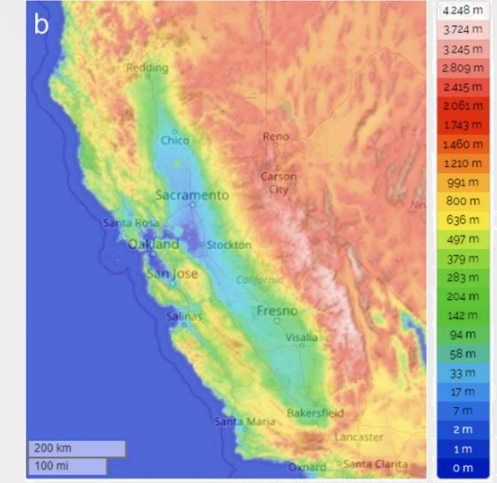 b
Redding
Chico
Reno
Carson
City
Sacramento
Santa Rosa
Oakland
Stockton
San Jose
California
Salinas
Fresno
Visalia
Bakersfield
Santa Maria
Lancaster
Oxnard
Santa Clarita
200 km
100 mi
4 248 m
3 724 m
3 245 m
2 809 m
2 415 m
2 061 m
1 743 m
1 460 m
1 210 m
991 m
800 m
636 m
497 m
379 m
283 m
204 m
142 m
94 m
58 m
33 m
17 m
7 m
2 m
1 m
0 m